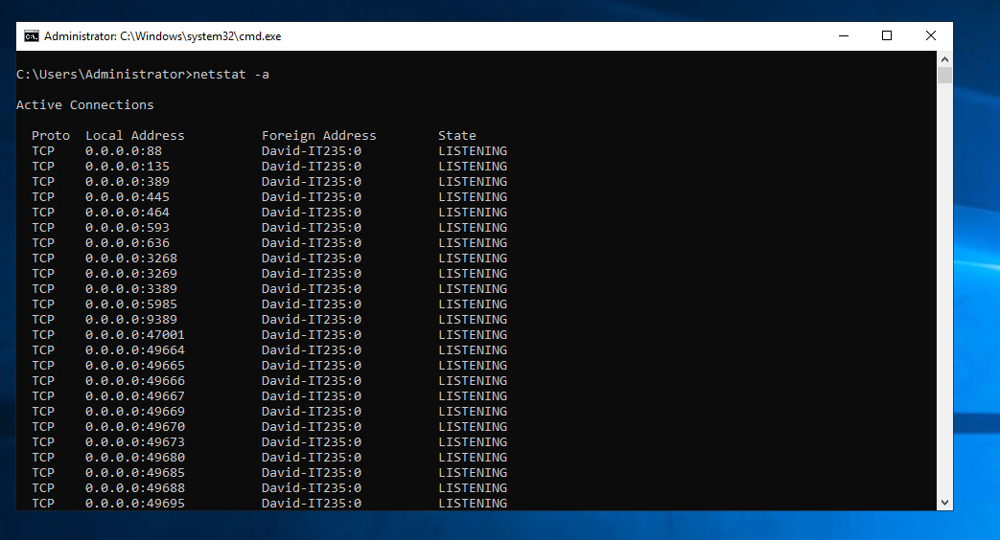 Administrator: C:\Windows\system32\cmd.exe
C:\Users\Administrator>netstat -a
Active Connections
Proto  Local Address          Foreign Address        State
TCP    0.0.0.0:88             David-IT235:0          LISTENING
TCP    0.0.0.0:135            David-IT235:0          LISTENING
TCP    0.0.0.0:389            David-IT235:0          LISTENING
TCP    0.0.0.0:445            David-IT235:0          LISTENING
TCP    0.0.0.0:464            David-IT235:0          LISTENING
TCP    0.0.0.0:593            David-IT235:0          LISTENING
TCP    0.0.0.0:636            David-IT235:0          LISTENING
TCP    0.0.0.0:3268           David-IT235:0          LISTENING
TCP    0.0.0.0:3269           David-IT235:0          LISTENING
TCP    0.0.0.0:3389           David-IT235:0          LISTENING
TCP    0.0.0.0:5985           David-IT235:0          LISTENING
TCP    0.0.0.0:9389           David-IT235:0          LISTENING
TCP    0.0.0.0:47001          David-IT235:0          LISTENING
TCP    0.0.0.0:49664          David-IT235:0          LISTENING
TCP    0.0.0.0:49665          David-IT235:0          LISTENING
TCP    0.0.0.0:49666          David-IT235:0          LISTENING
TCP    0.0.0.0:49667          David-IT235:0          LISTENING
TCP    0.0.0.0:49669          David-IT235:0          LISTENING
TCP    0.0.0.0:49670          David-IT235:0          LISTENING
TCP    0.0.0.0:49673          David-IT235:0          LISTENING
TCP    0.0.0.0:49680          David-IT235:0          LISTENING
TCP    0.0.0.0:49685          David-IT235:0          LISTENING
TCP    0.0.0.0:49688          David-IT235:0          LISTENING
TCP    0.0.0.0:49695          David-IT235:0          LISTENING